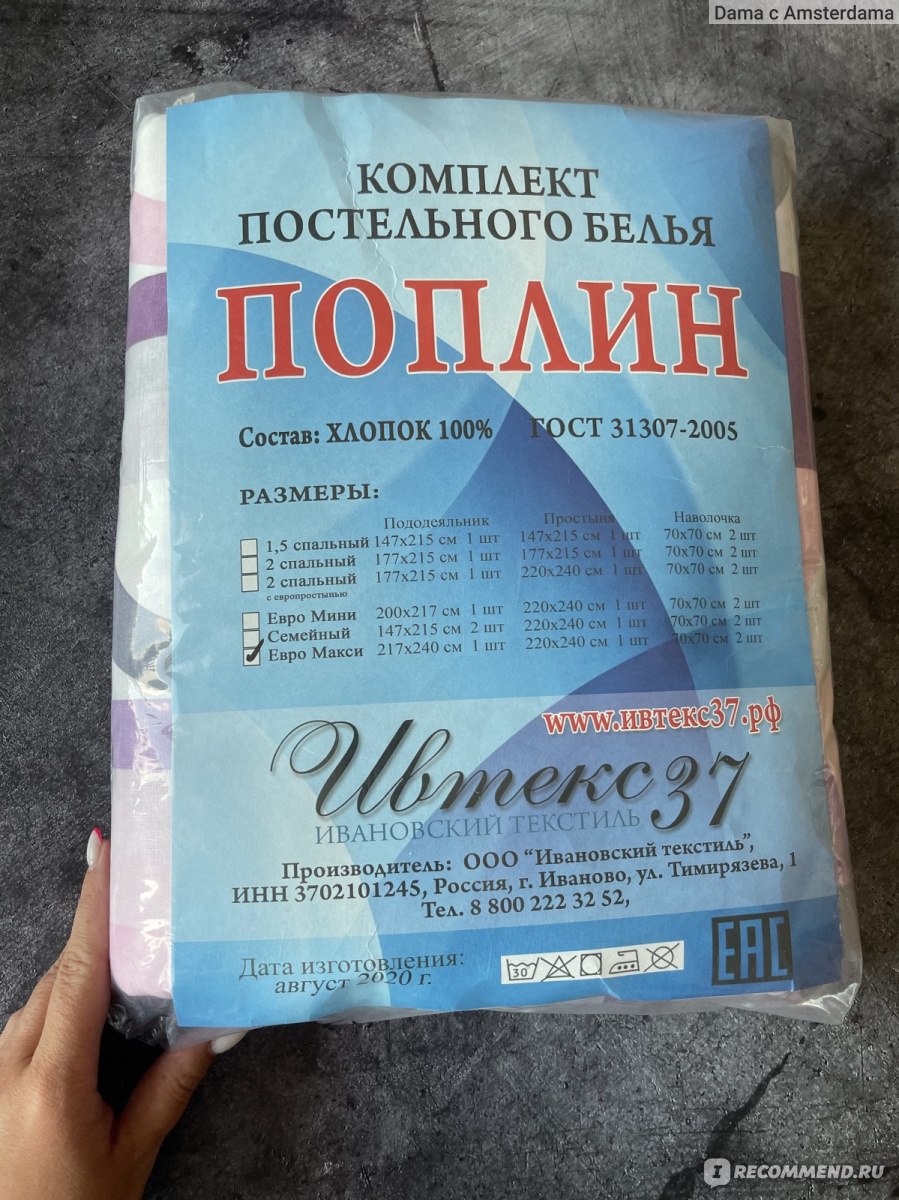 Dama c Amsterdama
КОМПЛЕКТ
ПОСТЕЛЬНОГО БЕЛЬЯ
ПОПЛИН
Состав: ХЛОПОК 100% ГОСТ 31307-2005
РАЗМЕРЫ:
Пододеяльник Простыня Наволочка
1,5 спальный 147х215 см 1 шт 147х215 см 1 шт 70х70 см 2 шт
2 спальный 177х215 см 1 шт 177х215 см 1 шт 70х70 см 2 шт
2 спальный 177х215 см 1 шт 220х240 см 1 шт 70х70 см 2 шт
с европростынью
Евро Мини 200х217 см 1 шт 220х240 см 1 шт 70х70 см 2 шт
Семейный 147х215 см 2 шт 220х240 см 1 шт 70х70 см 2 шт
Евро Макси 217х240 см 1 шт 220х240 см 1 шт 70х70 см 2 шт
www.ивтекс37.рф
Ивтекс 37
ИВАНОВСКИЙ ТЕКСТИЛЬ
Производитель: ООО “Ивановский текстиль”,
ИНН 3702101245, Россия, г. Иваново, ул. Тимирязева, 1
Тел. 8 800 222 32 52,
Дата изготовления:
август 2020 г.
30
EAC
IRECOMMEND.RU